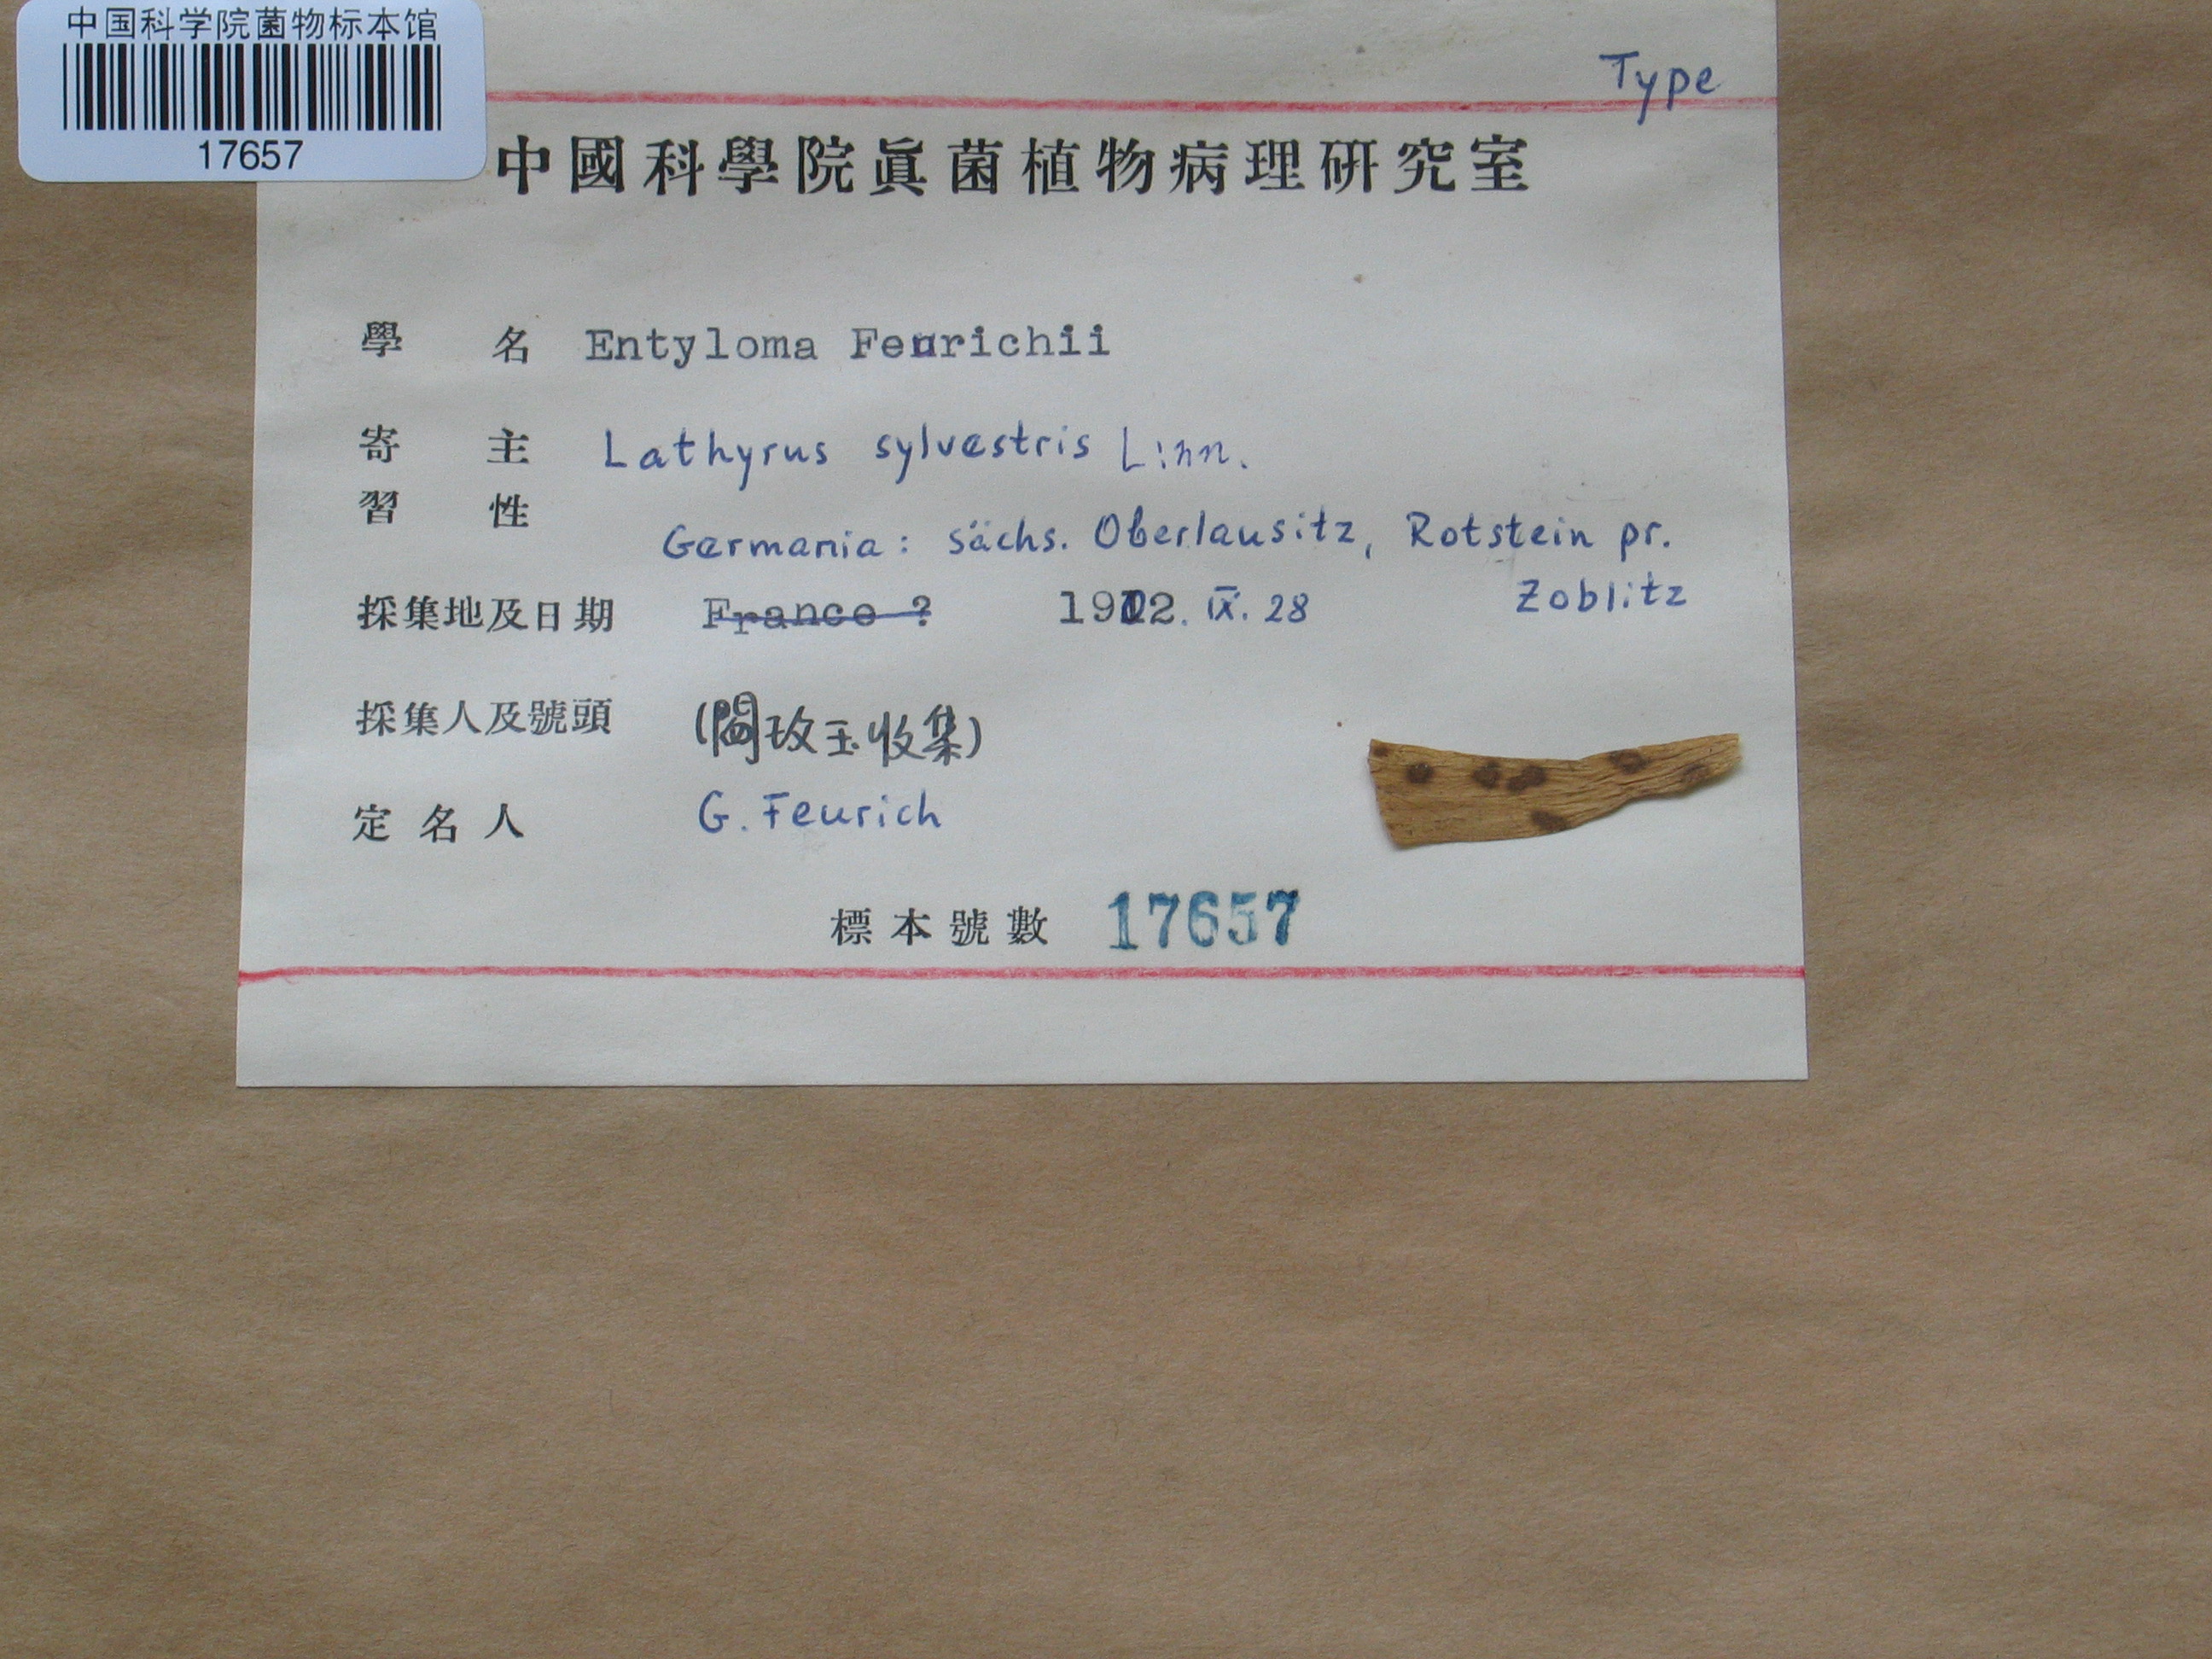 中国科学院菌物标本馆
17657
Type
中國科學院眞菌植物病理研究室
學 名 Entyloma Feurichii
寄 主 Lathyrus sylvestris Linn.
習 性
Germania: sächs. Oberlausitz, Rotstein pr.
Zoblitz
採集地及日期 France ? 1902. IX. 28
採集人及號頭 (閻玫玉收集)
定名人 G. Feurich
標本號數 17657